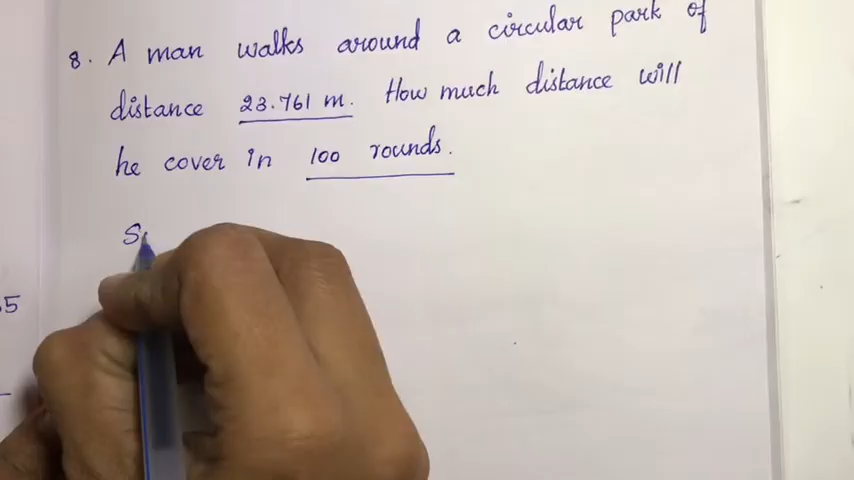 8. A man walks around a circular park of
distance 23.761 m. How much distance will
he cover in 100 rounds.